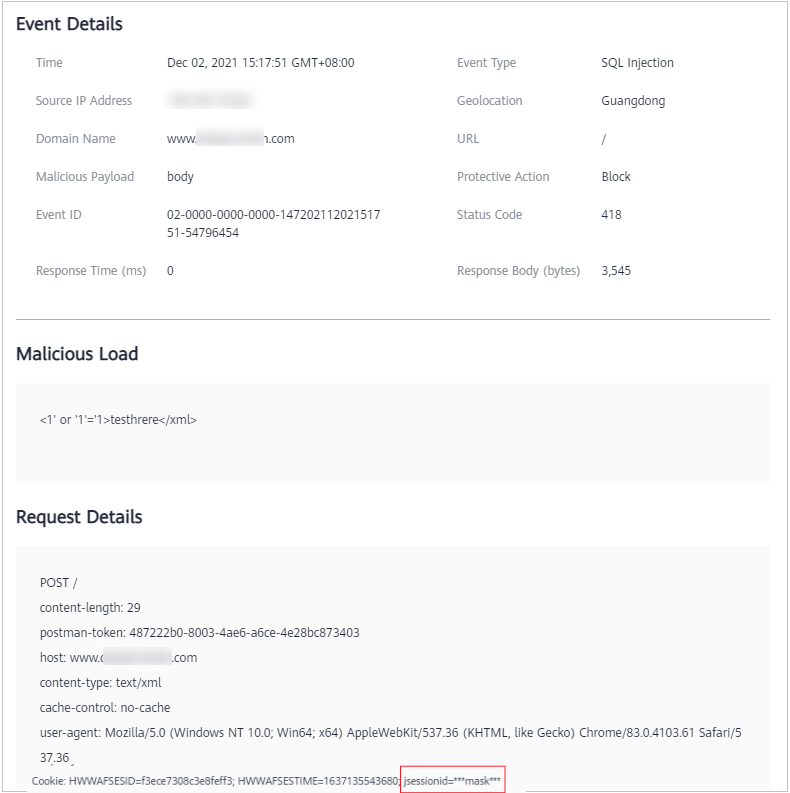 Event Details
Time Dec 02, 2021 15:17:51 GMT+08:00 Event Type SQL Injection
Source IP Address Geolocation Guangdong
Domain Name www. .com URL /
Malicious Payload body Protective Action Block
Event ID 02-0000-0000-0000-147202112021517 Status Code 418
51-54796454
Response Time (ms) 0 Response Body (bytes) 3,545
Malicious Load
<1' or '1'='1>testhrere</xml>
Request Details
POST /
content-length: 29
postman-token: 487222b0-8003-4ae6-a6ce-4e28bc873403
host: www. .com
content-type: text/xml
cache-control: no-cache
user-agent: Mozilla/5.0 (Windows NT 10.0; Win64; x64) AppleWebKit/537.36 (KHTML, like Gecko) Chrome/83.0.4103.61 Safari/5
37.36
Cookie: HWWAFSESID=f3ece7308c3e8feff3; HWWAFSESTIME=1637135543680; jsessionid=***mask***